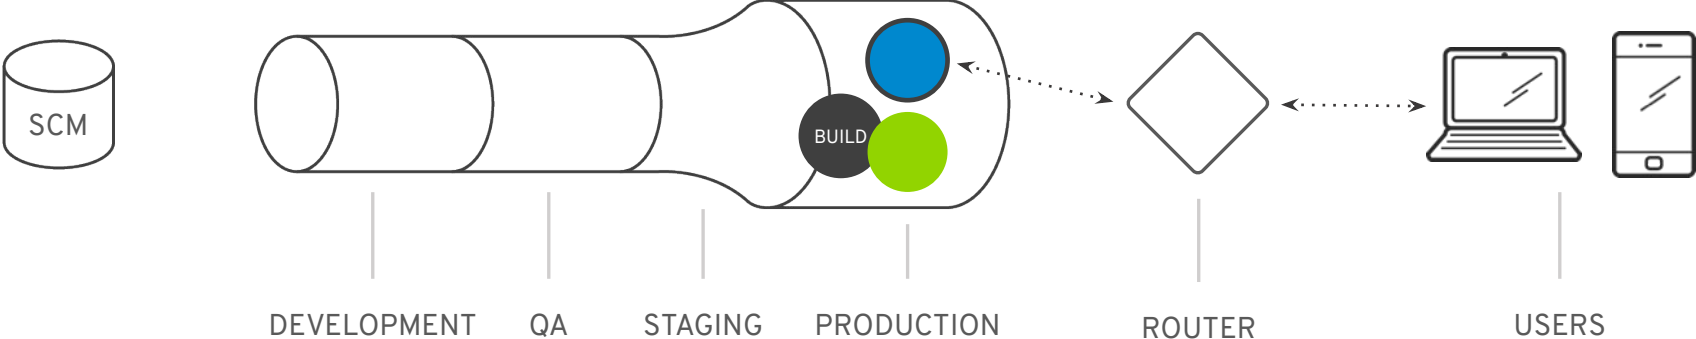 SCM
BUILD
DEVELOPMENT
QA
STAGING
PRODUCTION
ROUTER
USERS